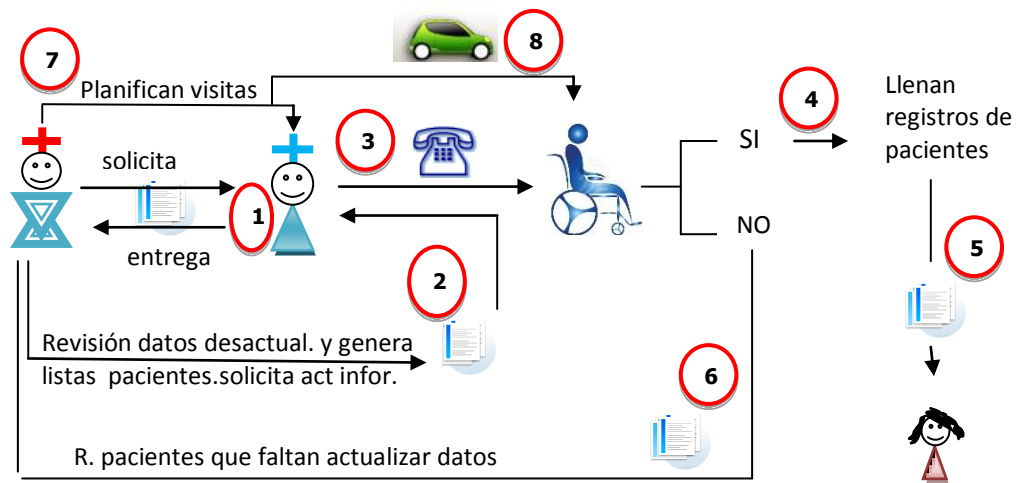 7
8
Planifican visitas
4
Llenan
registros de
pacientes
3
SI
solicita
1
NO
entrega
5
2
Revisión datos desactual. y genera
listas  pacientes.solicita act infor.
6
R. pacientes que faltan actualizar datos